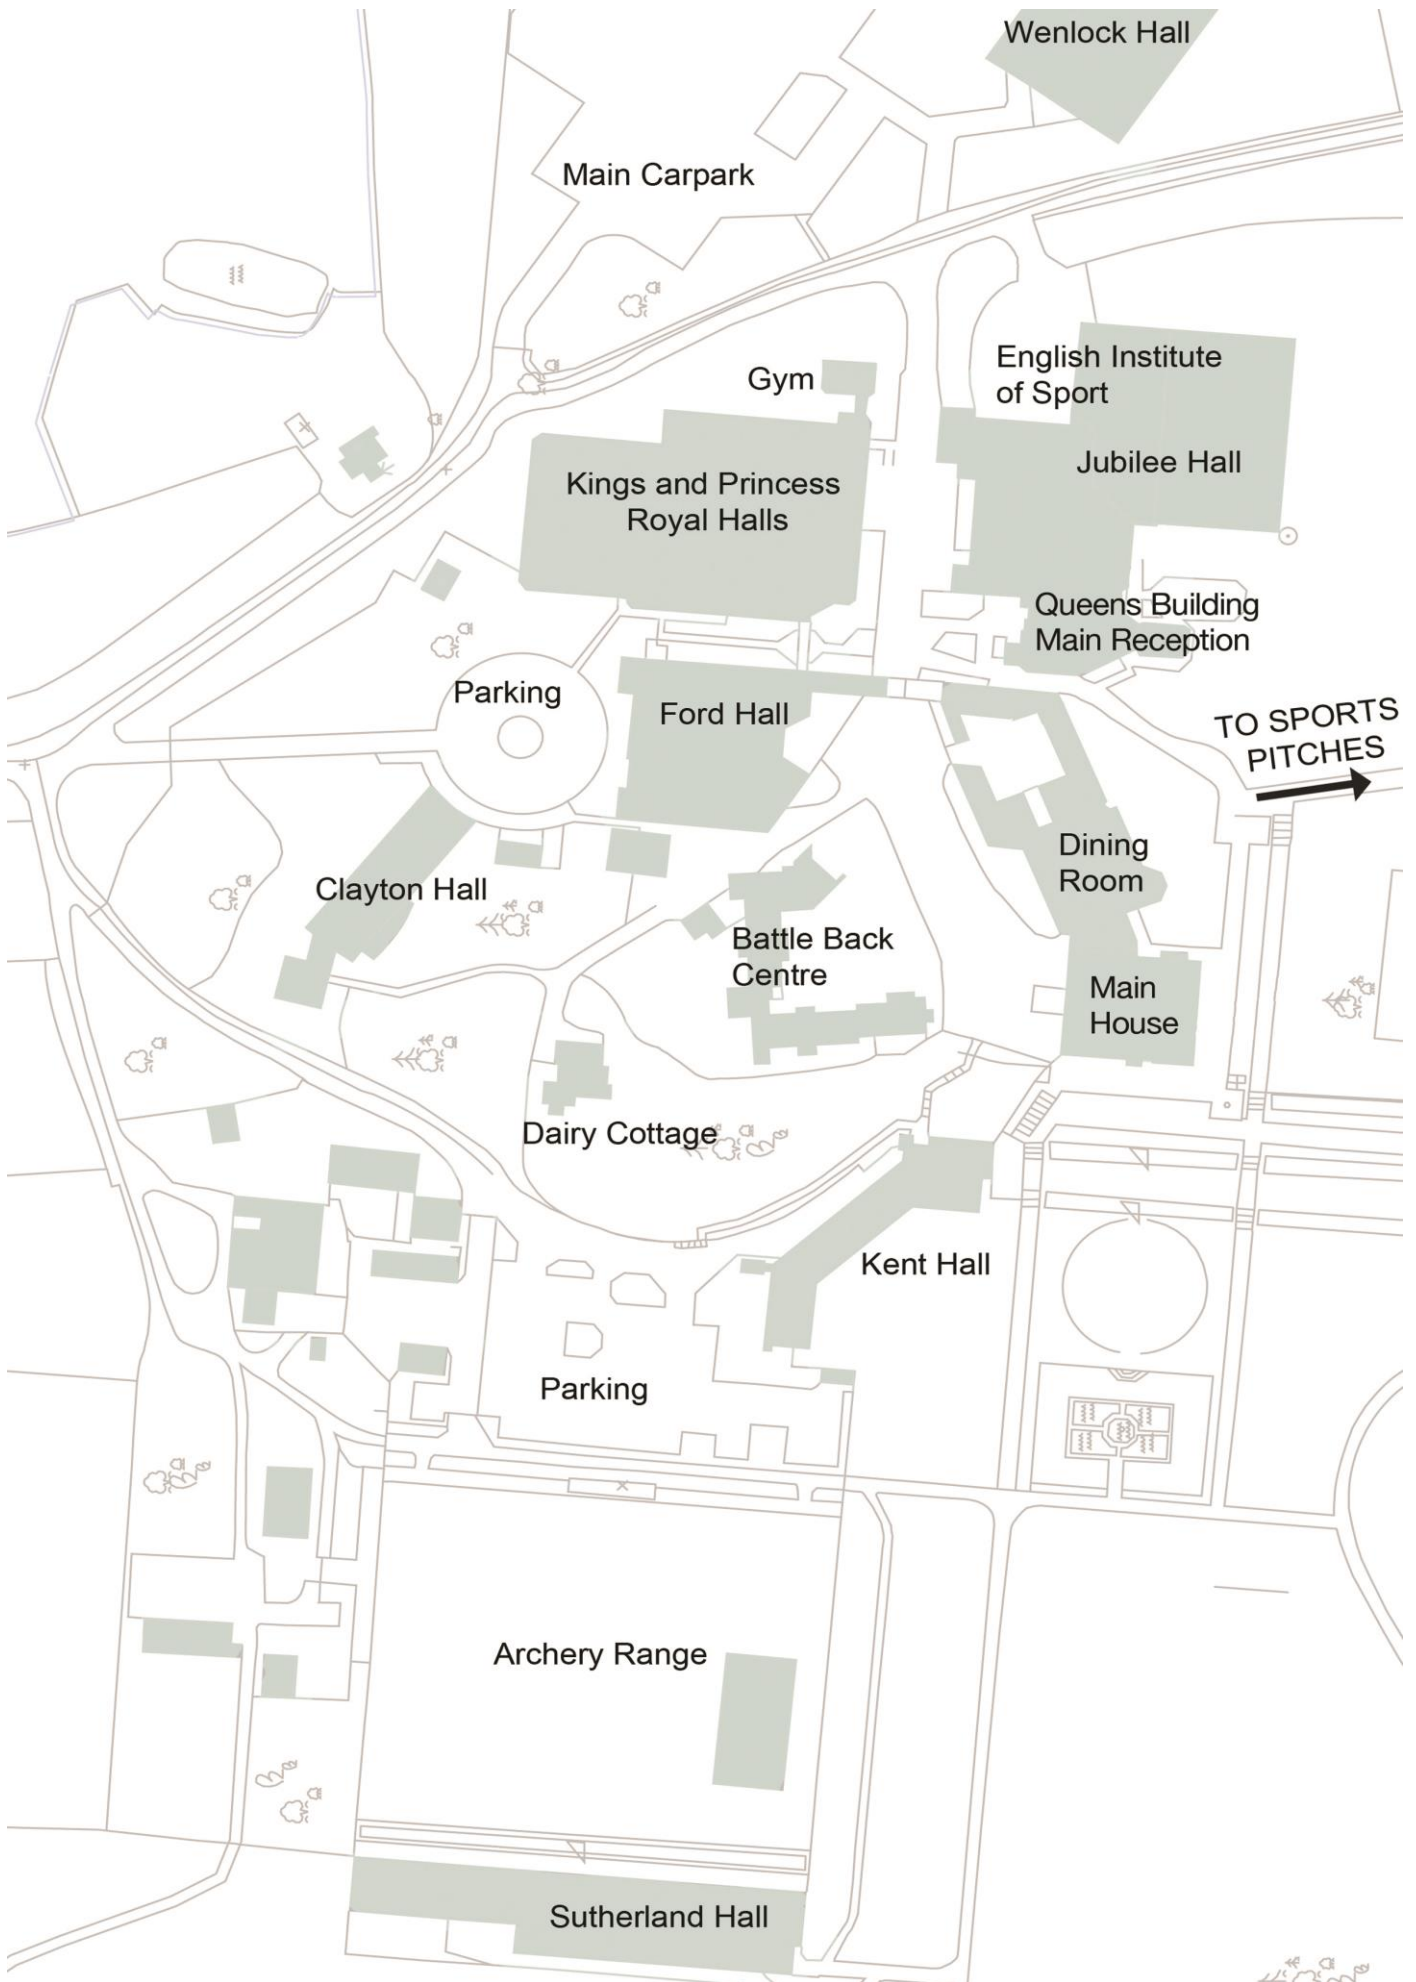 Wenlock Hall
Main Carpark
English Institute
of Sport
Gym
Jubilee Hall
Kings and Princess
Royal Halls
Queens Building
Main Reception
Parking
Ford Hall
TO SPORTS
PITCHES
Dining
Room
Clayton Hall
Battle Back
Centre
Main
House
Dairy Cottage
Kent Hall
Parking
Archery Range
Sutherland Hall